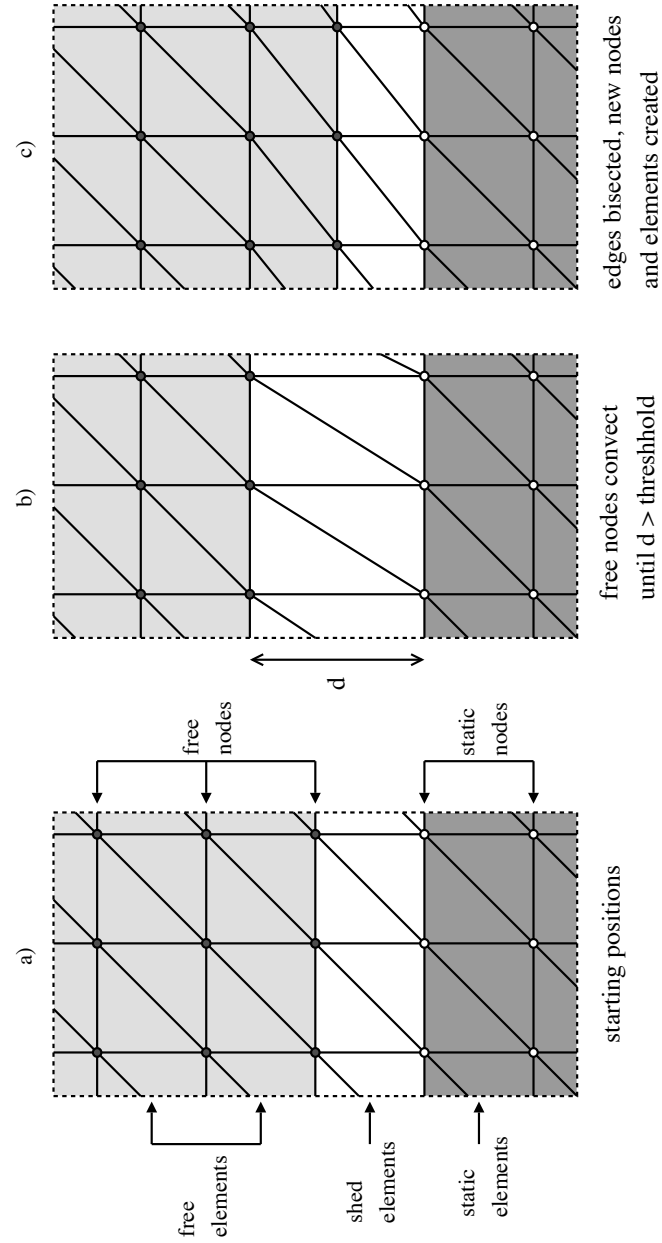 a)
free
elements
shed
elements
static
elements
free
nodes
static
nodes
starting positions
b)
d
free nodes convect
until d > threshhold
c)
edges bisected, new nodes
and elements created